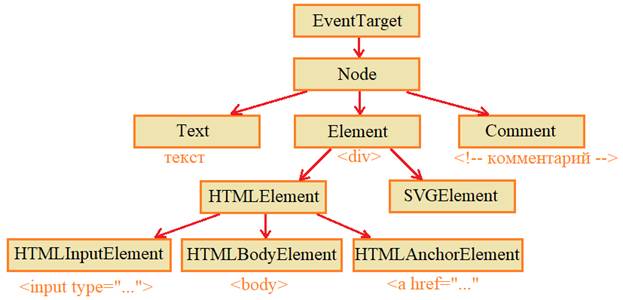 EventTarget
Node
Text
Element
Comment
текст
<div>
<!-- комментарий -->
HTMLElement
SVGElement
HTMLInputElement
HTMLBodyElement
HTMLAnchorElement
<input type="...">
<body>
<a href="..."